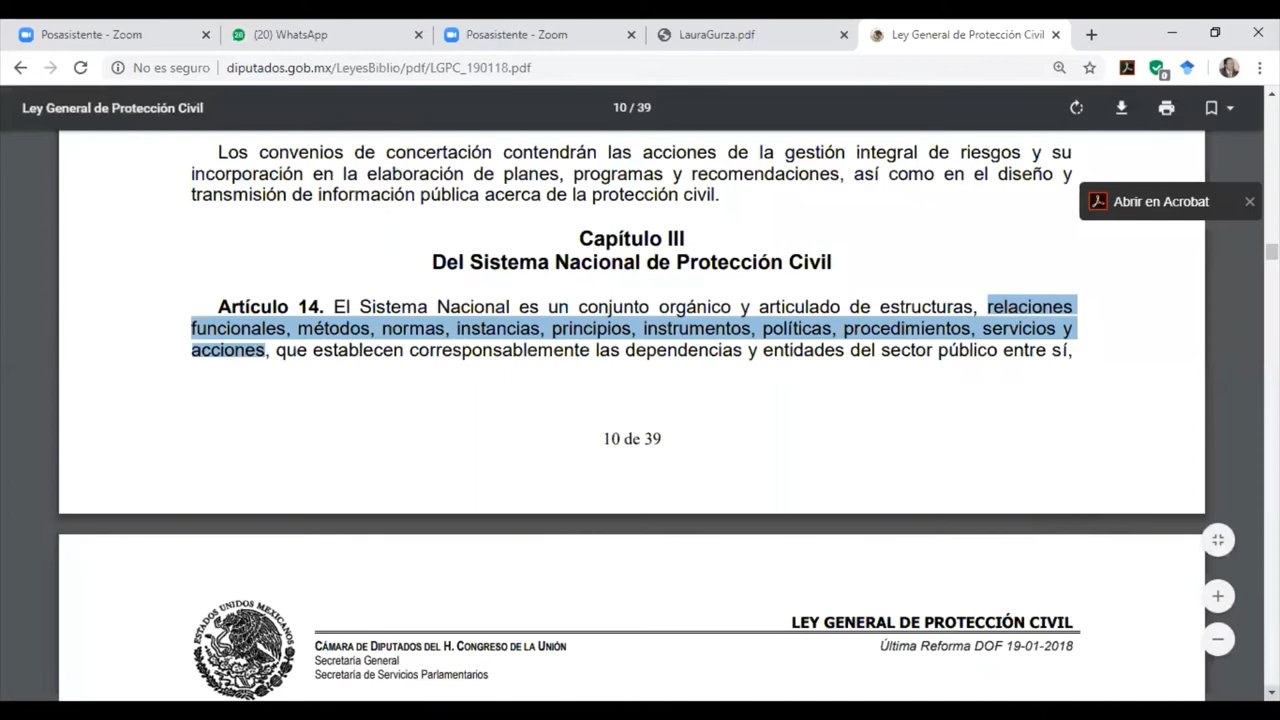 Posasistente - Zoom
(20) WhatsApp
Posasistente - Zoom
LauraGurza.pdf
Ley General de Protección Civil
No es seguro
deputados.gob.mx/LeyesBiblio/pdf/LGPC_190118.pdf
Ley General de Protección Civil
10 / 39
Abrir en Acrobat
Los convenios de concertación contendrán las acciones de la gestión integral de riesgos y su
incorporación en la elaboración de planes, programas y recomendaciones, así como en el diseño y
transmisión de información pública acerca de la protección civil.
Capítulo III
Del Sistema Nacional de Protección Civil
Artículo 14. El Sistema Nacional es un conjunto orgánico y articulado de estructuras, relaciones
funcionales, métodos, normas, instancias, principios, instrumentos, políticas, procedimientos, servicios y
acciones, que establecen corresponsablemente las dependencias y entidades del sector público entre sí,
10 de 39
ESTADOS UNIDOS MEXICANOS
LEY GENERAL DE PROTECCIÓN CIVIL
CÁMARA DE DIPUTADOS DEL H. CONGRESO DE LA UNIÓN
Última Reforma DOF 19-01-2018
Secretaría General
Secretaría de Servicios Parlamentarios